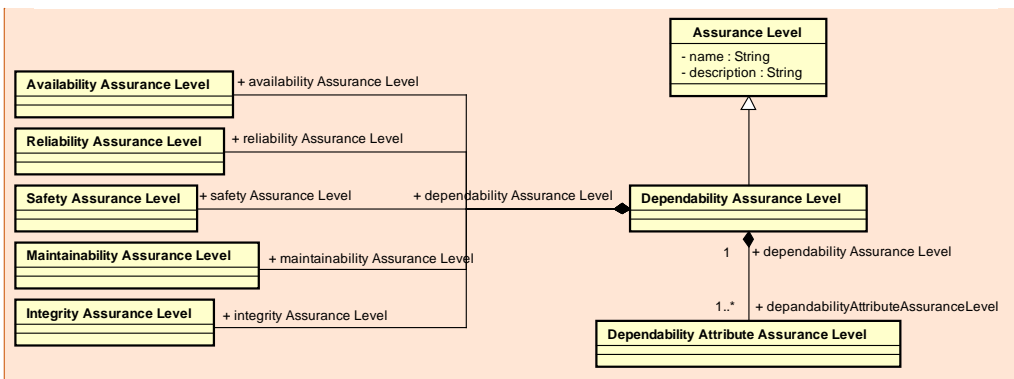 Assurance Level
- name : String
- description : String
Availability Assurance Level
+ availability Assurance Level
Reliability Assurance Level
+ reliability Assurance Level
Safety Assurance Level
+ safety Assurance Level
+ dependability Assurance Level
Dependability Assurance Level
Maintainability Assurance Level
+ maintainability Assurance Level
1
+ dependability Assurance Level
Integrity Assurance Level
+ integrity Assurance Level
1..*
+ depandabilityAttributeAssuranceLevel
Dependability Attribute Assurance Level